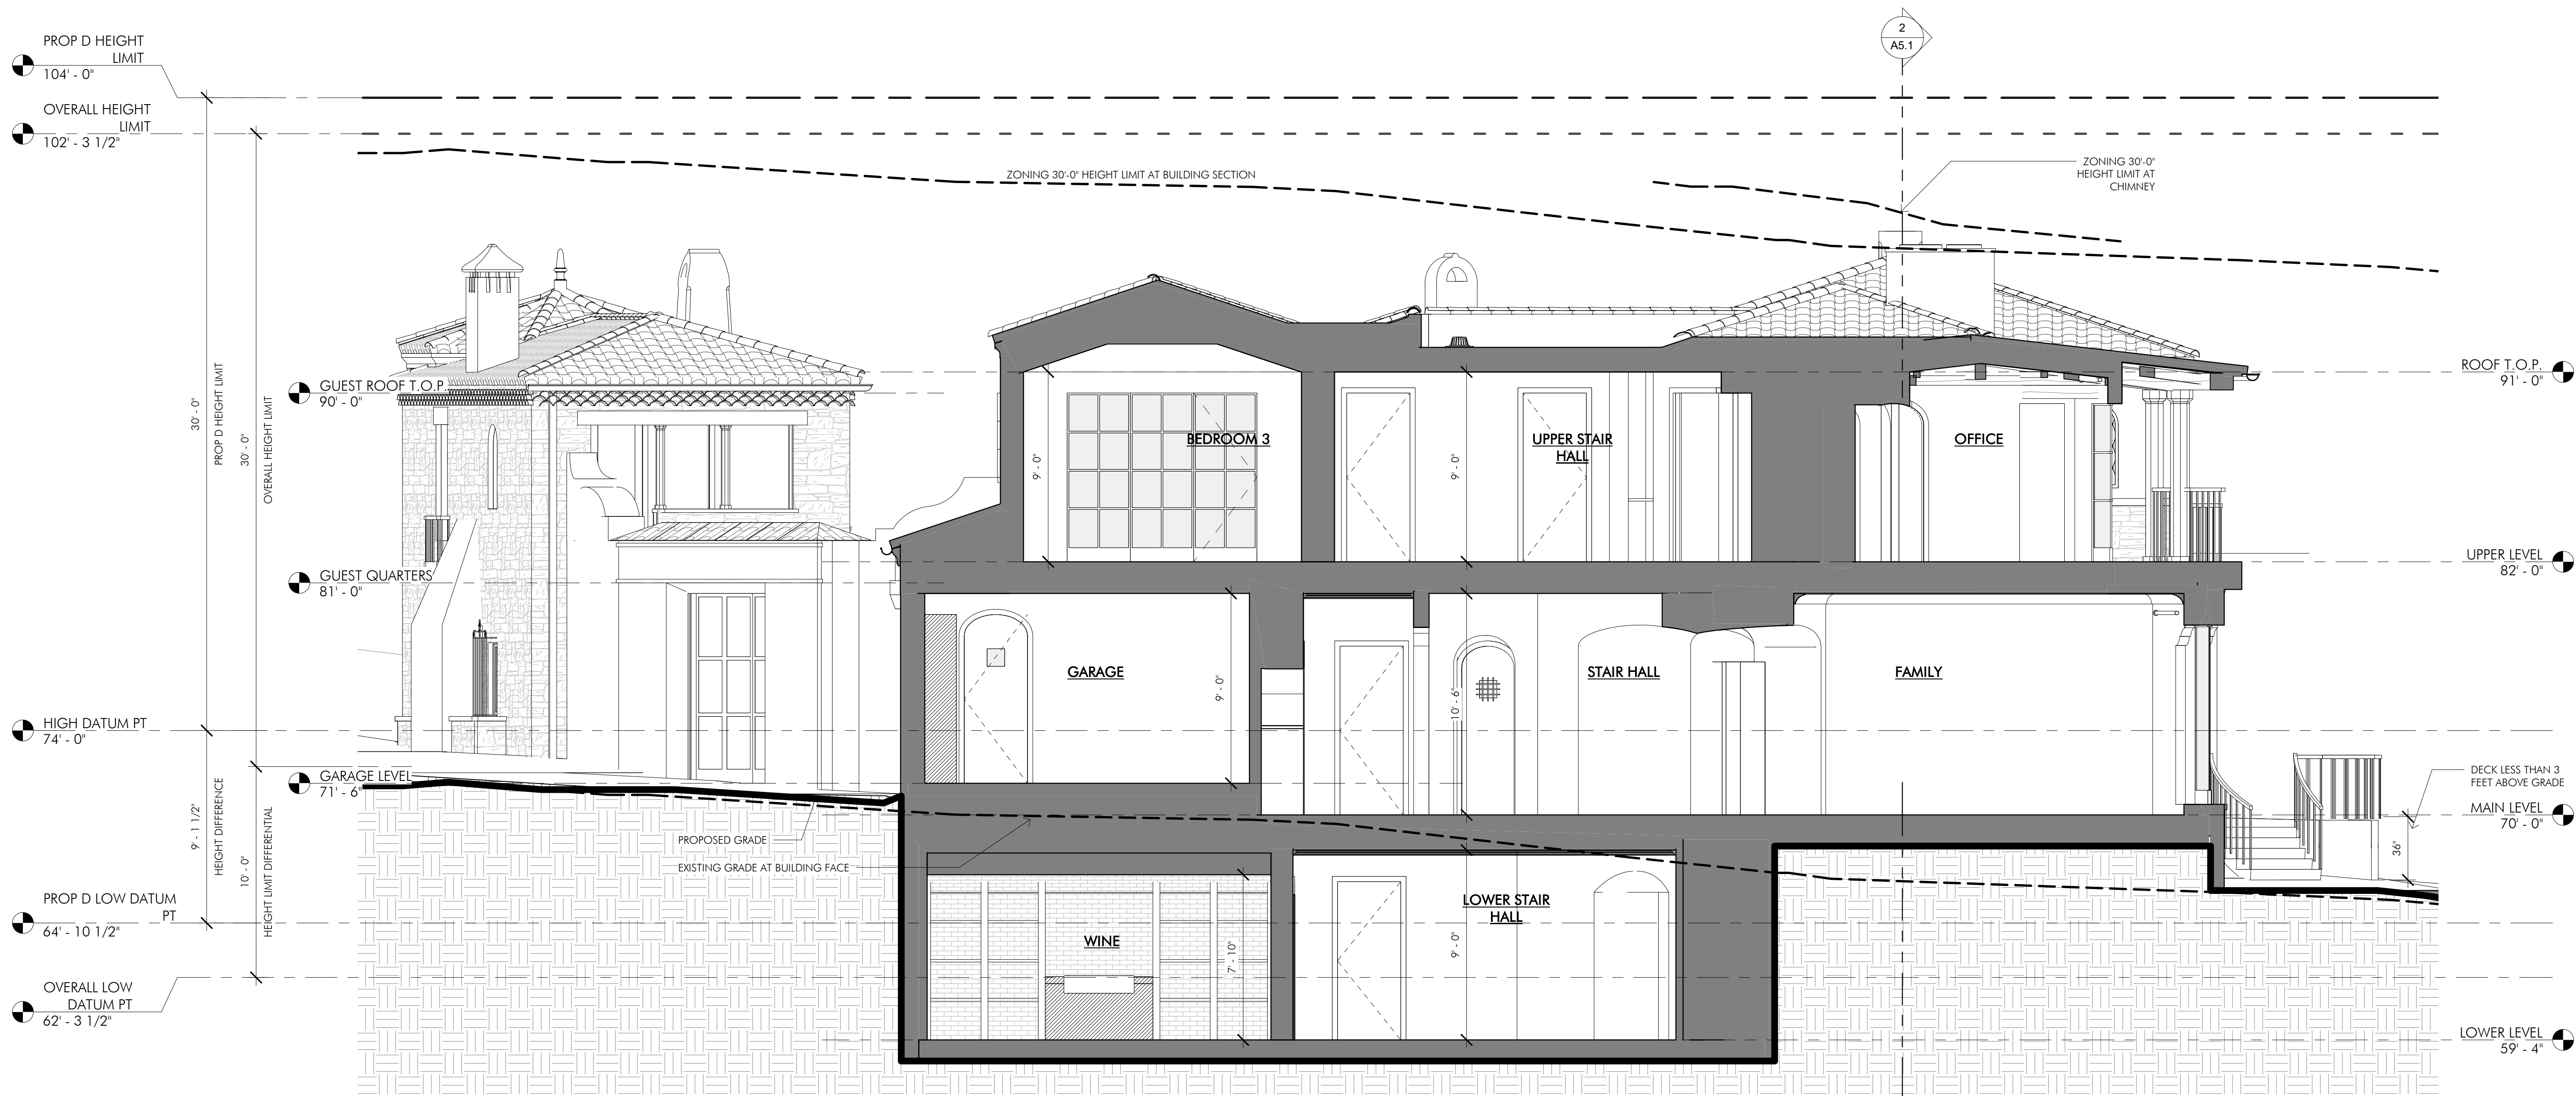 2
A5.1
PROP D HEIGHT
LIMIT
104' - 0"
OVERALL HEIGHT
LIMIT
102' - 3 1/2"
ZONING 30'-0" HEIGHT LIMIT AT BUILDING SECTION
ZONING 30'-0"
HEIGHT LIMIT AT
CHIMNEY
30' - 0"
PROP D HEIGHT LIMIT
30' - 0"
OVERALL HEIGHT LIMIT
GUEST ROOF T.O.P.
90' - 0"
ROOF T.O.P.
91' - 0"
BEDROOM 3
9' - 0"
UPPER STAIR
HALL
9' - 0"
OFFICE
GUEST QUARTERS
81' - 0"
UPPER LEVEL
82' - 0"
GARAGE
9' - 0"
10' - 6"
STAIR HALL
FAMILY
HIGH DATUM PT
74' - 0"
GARAGE LEVEL
71' - 6"
DECK LESS THAN 3
FEET ABOVE GRADE
MAIN LEVEL
70' - 0"
36"
9' - 1 1/2"
HEIGHT DIFFERENCE
10' - 0"
HEIGHT LIMIT DIFFERENTIAL
PROPOSED GRADE
EXISTING GRADE AT BUILDING FACE
PROP D LOW DATUM
PT
64' - 10 1/2"
WINE
7' - 10"
LOWER STAIR
HALL
9' - 0"
OVERALL LOW
DATUM PT
62' - 3 1/2"
LOWER LEVEL
59' - 4"